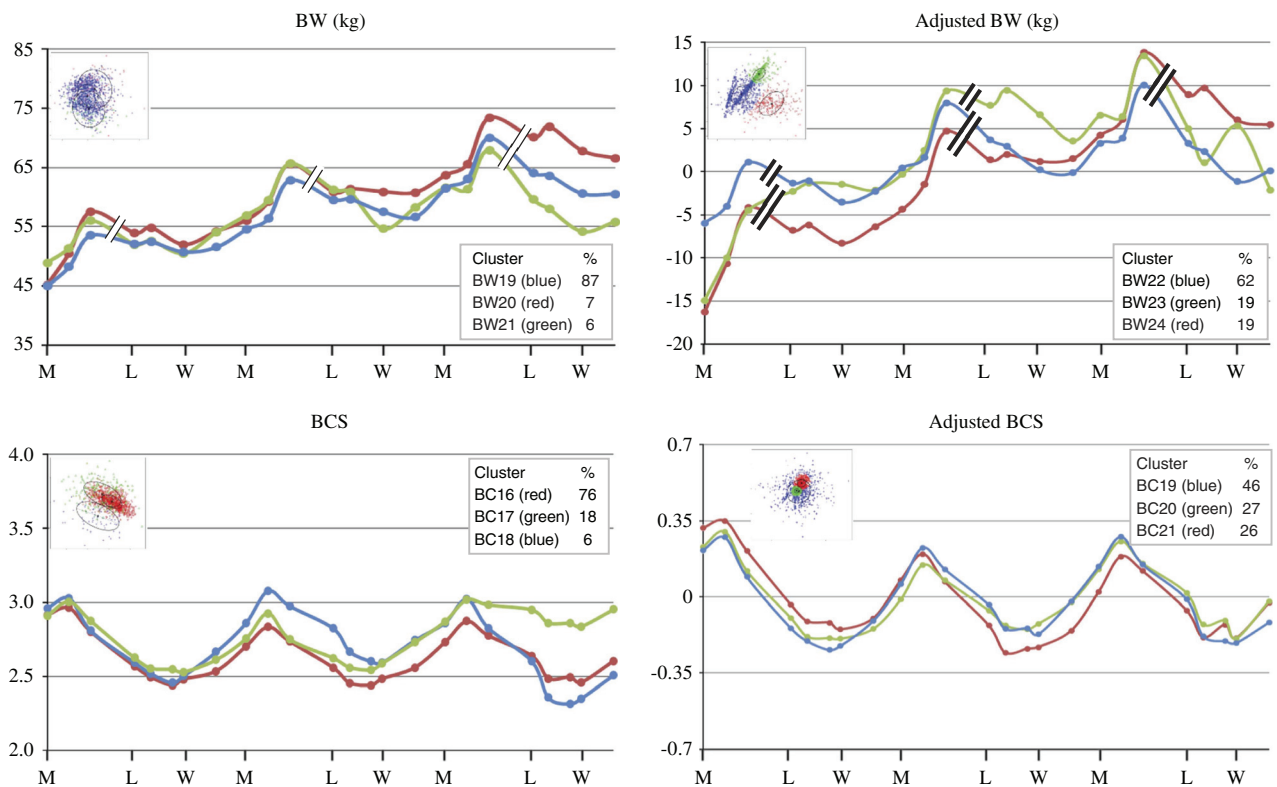 BW (kg)
85
75
65
55
45
35
M L W M L W M L W
Cluster %
BW19 (blue) 87
BW20 (red) 7
BW21 (green) 6
Adjusted BW (kg)
15
10
5
0
-5
-10
-15
-20
M L W M L W M L W
Cluster %
BW22 (blue) 62
BW23 (green) 19
BW24 (red) 19
BCS
4.0
3.5
3.0
2.5
2.0
M L W M L W M L W
Cluster %
BC16 (red) 76
BC17 (green) 18
BC18 (blue) 6
Adjusted BCS
0.7
0.35
0
-0.35
-0.7
M L W M L W M L W
Cluster %
BC19 (blue) 46
BC20 (green) 27
BC21 (red) 26